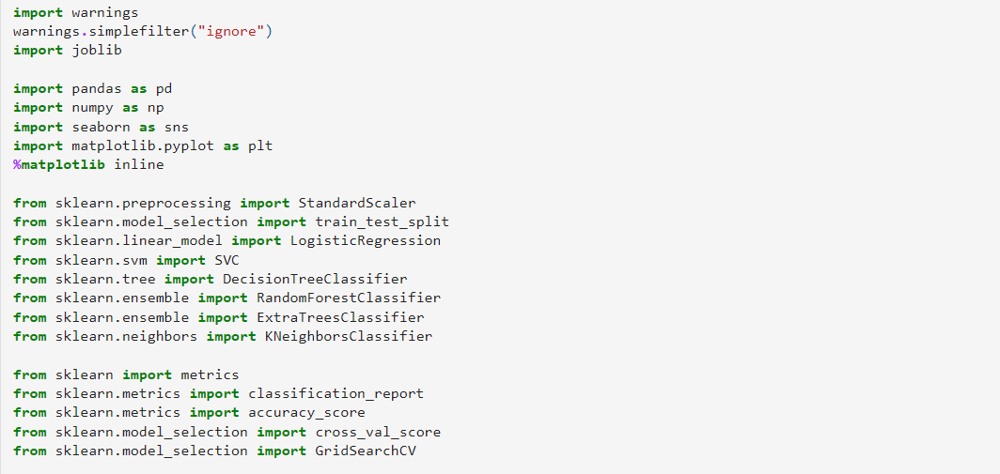 import warnings
warnings.simplefilter("ignore")
import joblib
import pandas as pd
import numpy as np
import seaborn as sns
import matplotlib.pyplot as plt
%matplotlib inline
from sklearn.preprocessing import StandardScaler
from sklearn.model_selection import train_test_split
from sklearn.linear_model import LogisticRegression
from sklearn.svm import SVC
from sklearn.tree import DecisionTreeClassifier
from sklearn.ensemble import RandomForestClassifier
from sklearn.ensemble import ExtraTreesClassifier
from sklearn.neighbors import KNeighborsClassifier
from sklearn import metrics
from sklearn.metrics import classification_report
from sklearn.metrics import accuracy_score
from sklearn.model_selection import cross_val_score
from sklearn.model_selection import GridSearchCV